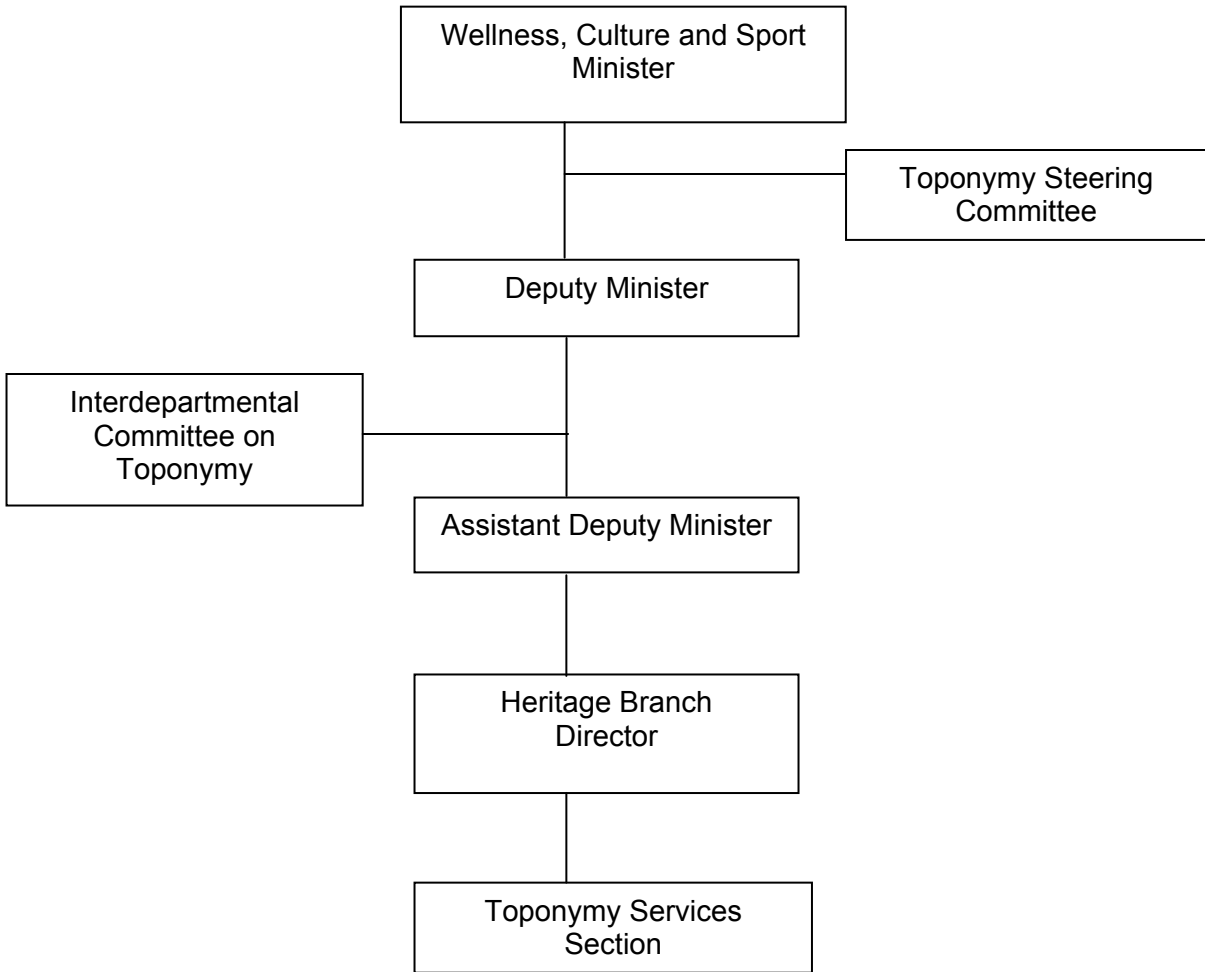 Wellness, Culture and Sport
Minister
Toponymy Steering
Committee
Deputy Minister
Interdepartmental
Committee on
Toponymy
Assistant Deputy Minister
Heritage Branch
Director
Toponymy Services
Section